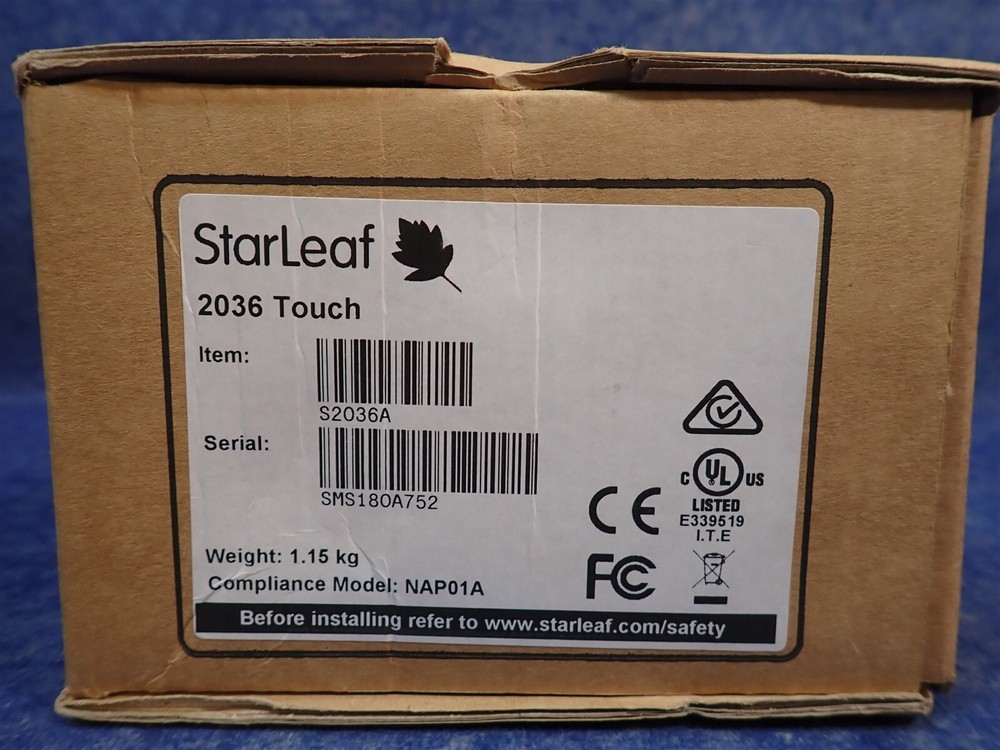 StarLeaf
2036 Touch
Item:
S2036A
Serial:
SMS180A752
C UL US
LISTED
E339519
I.T.E
CE
FC
Weight: 1.15 kg
Compliance Model: NAP01A
Before installing refer to www.starleaf.com/safety